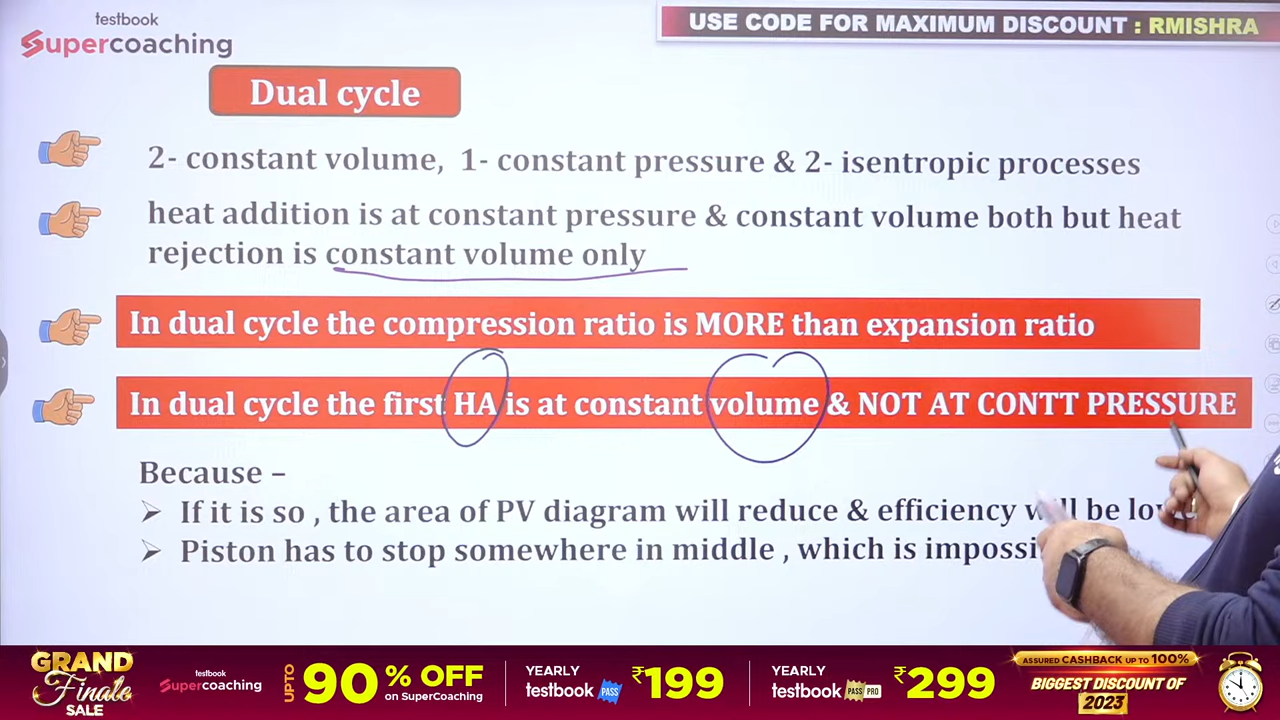 testbook
Supercoaching
USE CODE FOR MAXIMUM DISCOUNT : RMISHRA
Dual cycle
2- constant volume, 1- constant pressure & 2- isentropic processes
heat addition is at constant pressure & constant volume both but heat
rejection is constant volume only
In dual cycle the compression ratio is MORE than expansion ratio
In dual cycle the first HA is at constant volume & NOT AT CONTT PRESSURE
Because –
If it is so , the area of PV diagram will reduce & efficiency will be
Piston has to stop somewhere in middle , which is
GRAND
Finale
SALE
testbook
Supercoaching
UPTO 90% OFF
on SuperCoaching
YEARLY
testbook PASS
₹199
YEARLY
testbook PASS PRO
₹299
ASSURED CASHBACK UP TO 100%
BIGGEST DISCOUNT OF
2023